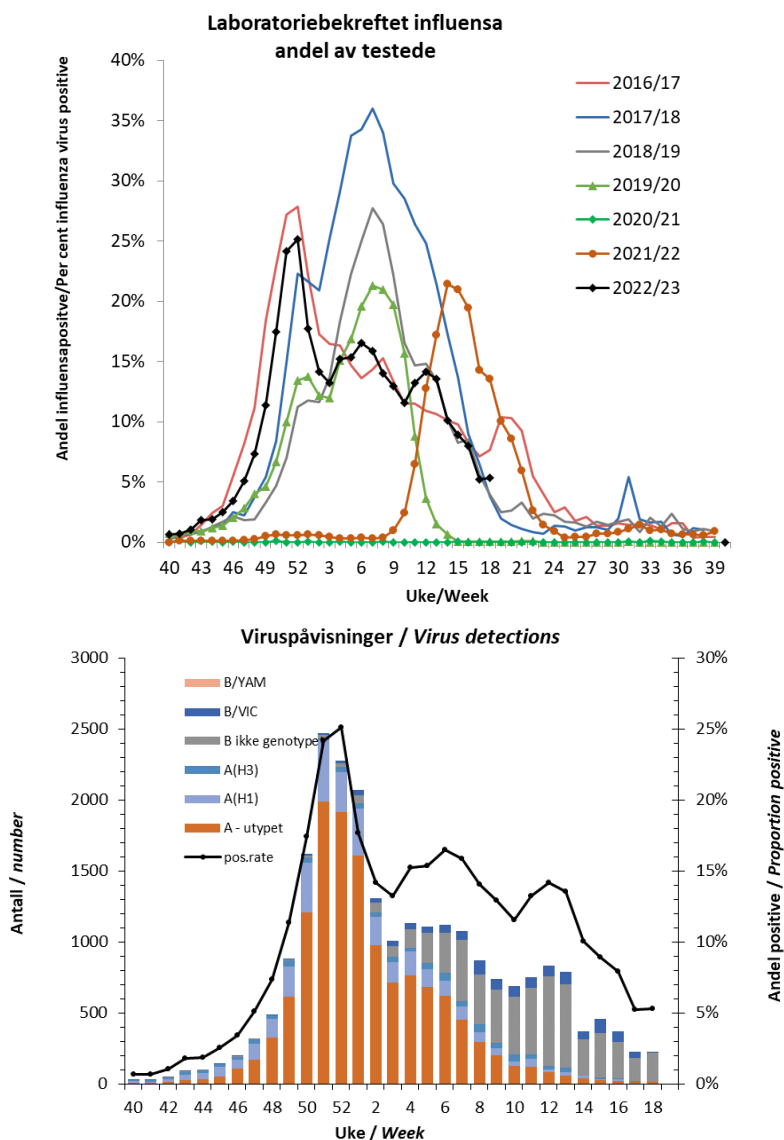 Laboratoriebekreftet influensa
andel av testede
Andel influensapositve/Per cent influenza virus positive
40%
35%
30%
25%
20%
15%
10%
5%
0%
2016/17
2017/18
2018/19
2019/20
2020/21
2021/22
2022/23
40 43 46 49 52 3 6 9 12 15 18 21 24 27 30 33 36 39
Uke/Week
Viruspåvisninger / Virus detections
Antall / number
3000
2500
2000
1500
1000
500
0
B/YAM
B/VIC
B ikke genotype
A(H3)
A(H1)
A - utypet
pos.rate
30%
25%
20%
15%
10%
5%
0%
Andel positive / Proportion positive
40 42 44 46 48 50 52 2 4 6 8 10 12 14 16 18
Uke / Week